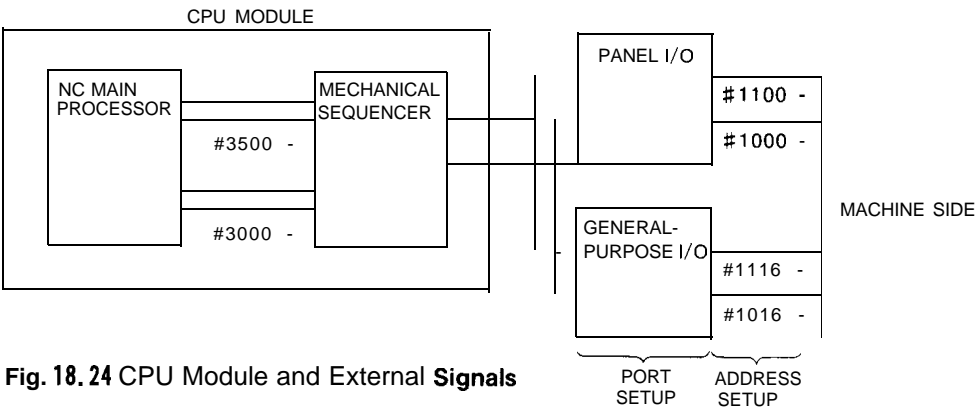 CPU MODULE
NC MAIN
PROCESSOR
MECHANICAL
SEQUENCER
#3500 -
#3000 -
PANEL I/O
#1100 -
#1000 -
MACHINE SIDE
GENERAL-
PURPOSE I/O
#1116 -
#1016 -
PORT
SETUP
ADDRESS
SETUP
Fig. 18.24 CPU Module and External Signals